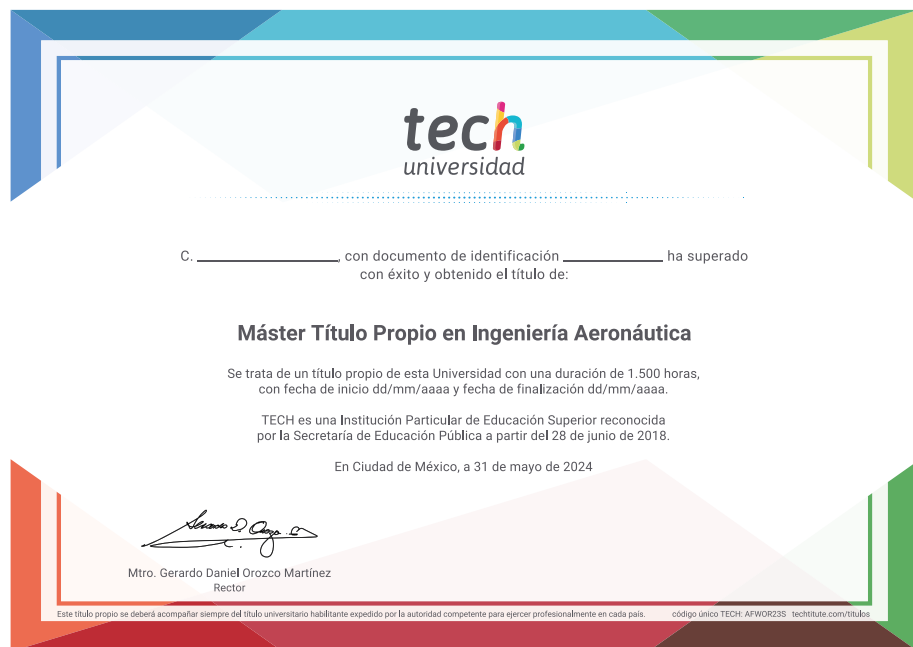 tech
universidad
C. ________________, con documento de identificación ____________ ha superado
con éxito y obtenido el título de:
Máster Título Propio en Ingeniería Aeronáutica
Se trata de un título propio de esta Universidad con una duración de 1.500 horas,
con fecha de inicio dd/mm/aaaa y fecha de finalización dd/mm/aaaa.
TECH es una Institución Particular de Educación Superior reconocida
por la Secretaría de Educación Pública a partir del 28 de junio de 2018.
En Ciudad de México, a 31 de mayo de 2024
Mtro. Gerardo Daniel Orozco Martínez
Rector
Este título propio se deberá acompañar siempre del título universitario habilitante expedido por la autoridad competente para ejercer profesionalmente en cada país. código único TECH: AFWOR23S techtitute.com/titulos